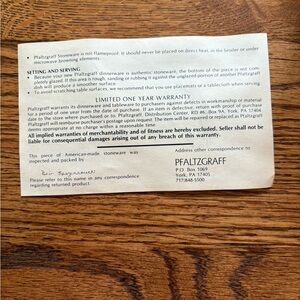 • Pfaltzgraff Stoneware is not flameproof. It should never be placed on direct heat, in the broiler or under
microwave browning elements.
SETTING AND SERVING
• Because your new Pfaltzgraff dinnerware is authentic stoneware, the bottom of the piece is not com-
pletely glazed. If this area is rough, sanding or rubbing it against the unglazed portion of another Pfaltzgraff
dish will produce a smoother surface.
• To avoid scratching table surfaces, we recommend that you use placemats or a tablecloth when serving.
LIMITED ONE YEAR WARRANTY
Pfaltzgraff warrants its dinnerware and tableware to purchasers against defects in workmanship or material
for a period of one year from the date of purchase. If an item is defective, return with proof of purchase
date to the store where purchased or to Pfaltzgraff, Distribution Center, RD #6, Box 9A, York, PA 17404
postage will reimburse purchaser's postage upon request. The item will be repaired or replaced as Pfaltzgraff
deems appropriate at no charge within a reasonable time.
All implied warranties of merchantability and of fitness are hereby excluded. Seller shall not be
liable for consequential damages arising out of any breach of this warranty.
This piece of American-made stoneware was
inspected and packed by
Please refer to this name in any correspondence
regarding returned product.
Address other correspondence to
PFALTZGRAFF
P.O. Box 1069
York, PA 17405
717/848-5500